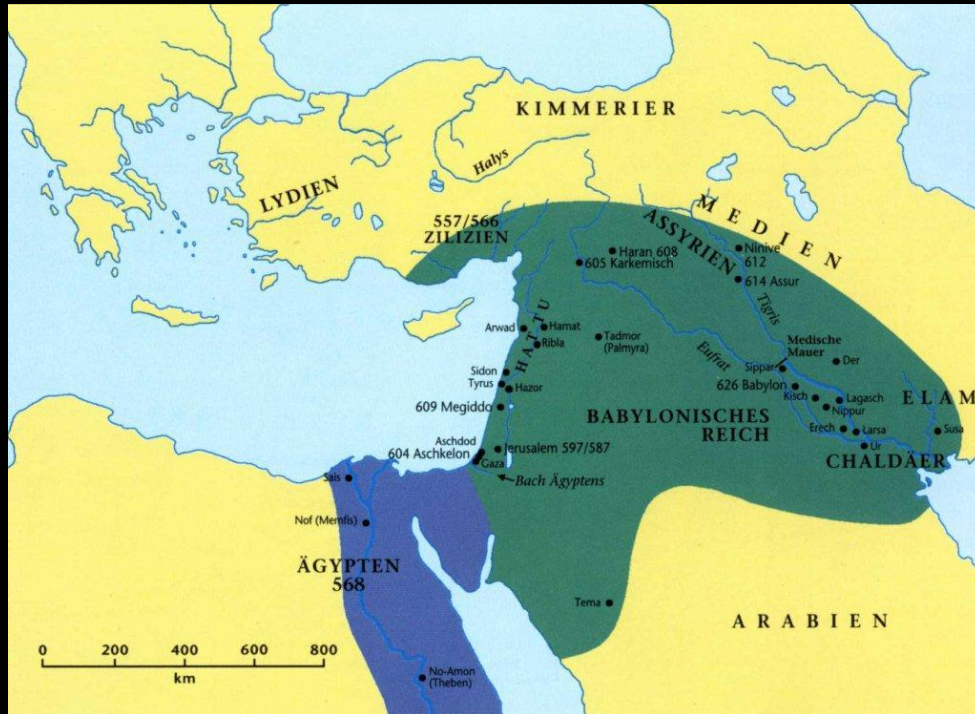 KIMMERIER
Halys
LYDIEN
MEDIEN
557/566
ZILIZIEN
ASSYRIEN
Haran 608
605 Karkemisch
Ninive
612
614 Assur
Tigris
HATTU
Arwad
Hamat
Ribla
Tadmor
(Palmyra)
Eufrat
Medische
Mauer
Sippar
Der
Sidon
Tyrus
Hazor
626 Babylon
Kisch
Lagasch
Nippur
ELAM
609 Megiddo
BABYLONISCHES
REICH
Erech
Larsa
Susa
Ur
CHALDÄER
Aschdod
604 Aschkelon
Jerusalem 597/587
Gaza
Bach Ägyptens
Sais
Nof (Memfis)
ÄGYPTEN
568
Tema
ARABIEN
0 200 400 600 800
km
No-Amon
(Theben)